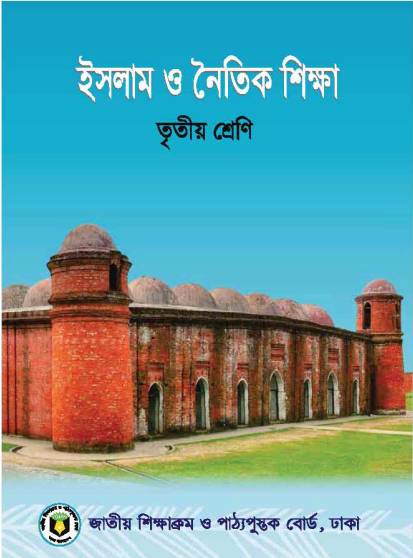 ইসলাম ও নৈতিক শিক্ষা
তৃতীয় শ্রেণি
জাতীয় শিক্ষাক্রম ও পাঠ্যপুস্তক বোর্ড, ঢাকা